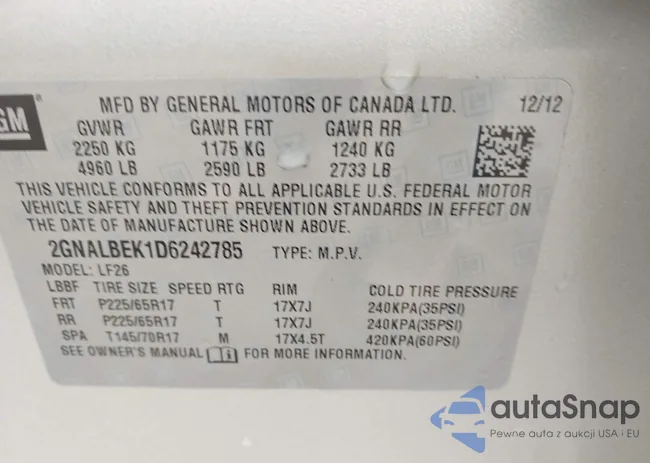 GM
MFD BY GENERAL MOTORS OF CANADA LTD. 12/12
GVWR GAWR FRT GAWR RR
2250 KG 1175 KG 1240 KG
4960 LB 2590 LB 2733 LB
THIS VEHICLE CONFORMS TO ALL APPLICABLE U.S. FEDERAL MOTOR
VEHICLE SAFETY AND THEFT PREVENTION STANDARDS IN EFFECT ON
THE DATE OF MANUFACTURE SHOWN ABOVE.
2GNALBEK1D6242785 TYPE: M.P.V.
MODEL: LF26
LBBF TIRE SIZE SPEED RTG RIM COLD TIRE PRESSURE
FRT P225/65R17 T 17X7J 240KPA(35PSI)
RR P225/65R17 T 17X7J 240KPA(35PSI)
SPA T145/70R17 M 17X4.5T 420KPA(60PSI)
SEE OWNER'S MANUAL FOR MORE INFORMATION.
autaSnap
Pewne auta z aukcji USA i EU